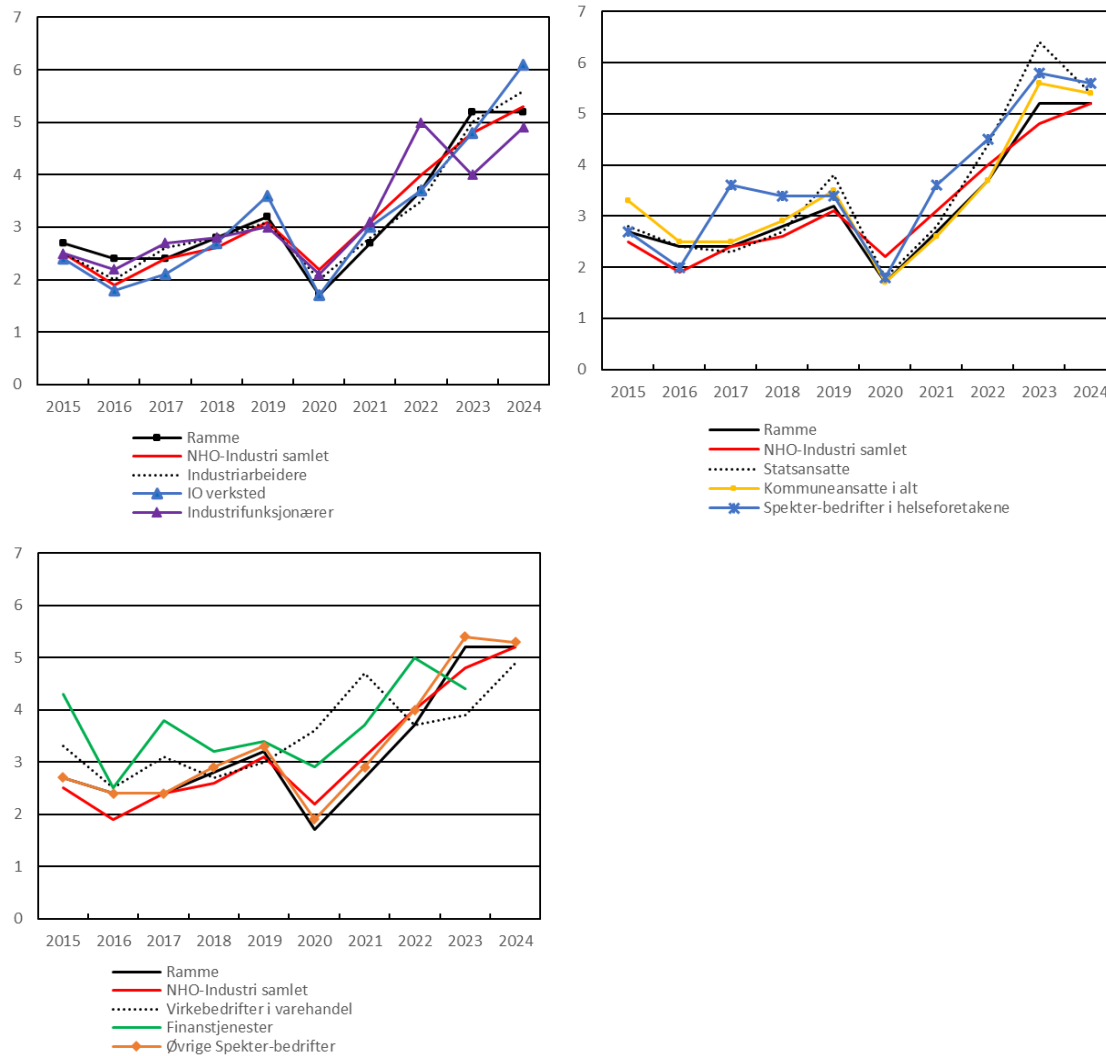 7
6
5
4
3
2
1
0
2015 2016 2017 2018 2019 2020 2021 2022 2023 2024
Ramme
NHO-Industri samlet
Industriarbeidere
IO verksted
Industrifunksjonærer
7
6
5
4
3
2
1
0
2015 2016 2017 2018 2019 2020 2021 2022 2023 2024
Ramme
NHO-Industri samlet
Statsansatte
Kommuneansatte i alt
Spekter-bedrifter i helseforetakene
7
6
5
4
3
2
1
0
2015 2016 2017 2018 2019 2020 2021 2022 2023 2024
Ramme
NHO-Industri samlet
Virkebedrifter i varehandel
Finanstjenester
Øvrige Spekter-bedrifter